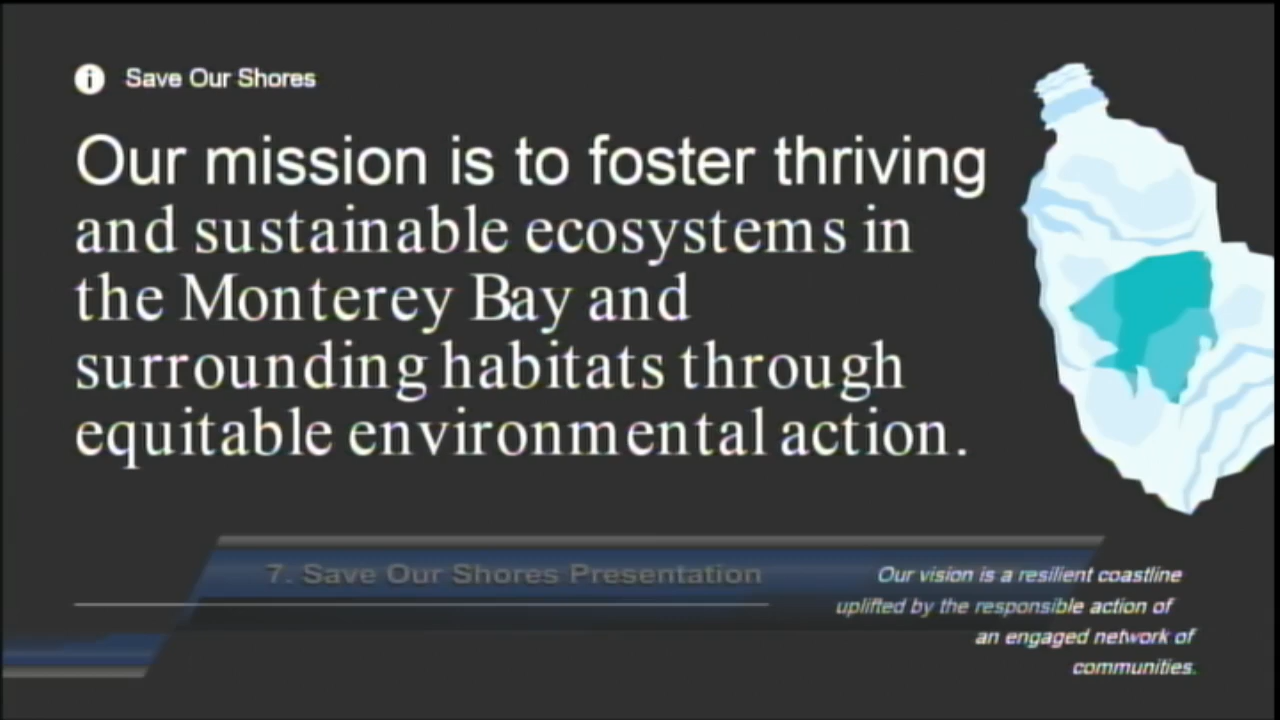 Save Our Shores
Our mission is to foster thriving
and sustainable ecosystems in
the Monterey Bay and
surrounding habitats through
equitable environmental action.
7. Save Our Shores Presentation
Our vision is a resilient coastline
uplifted by the responsible action of
an engaged network of
communities.